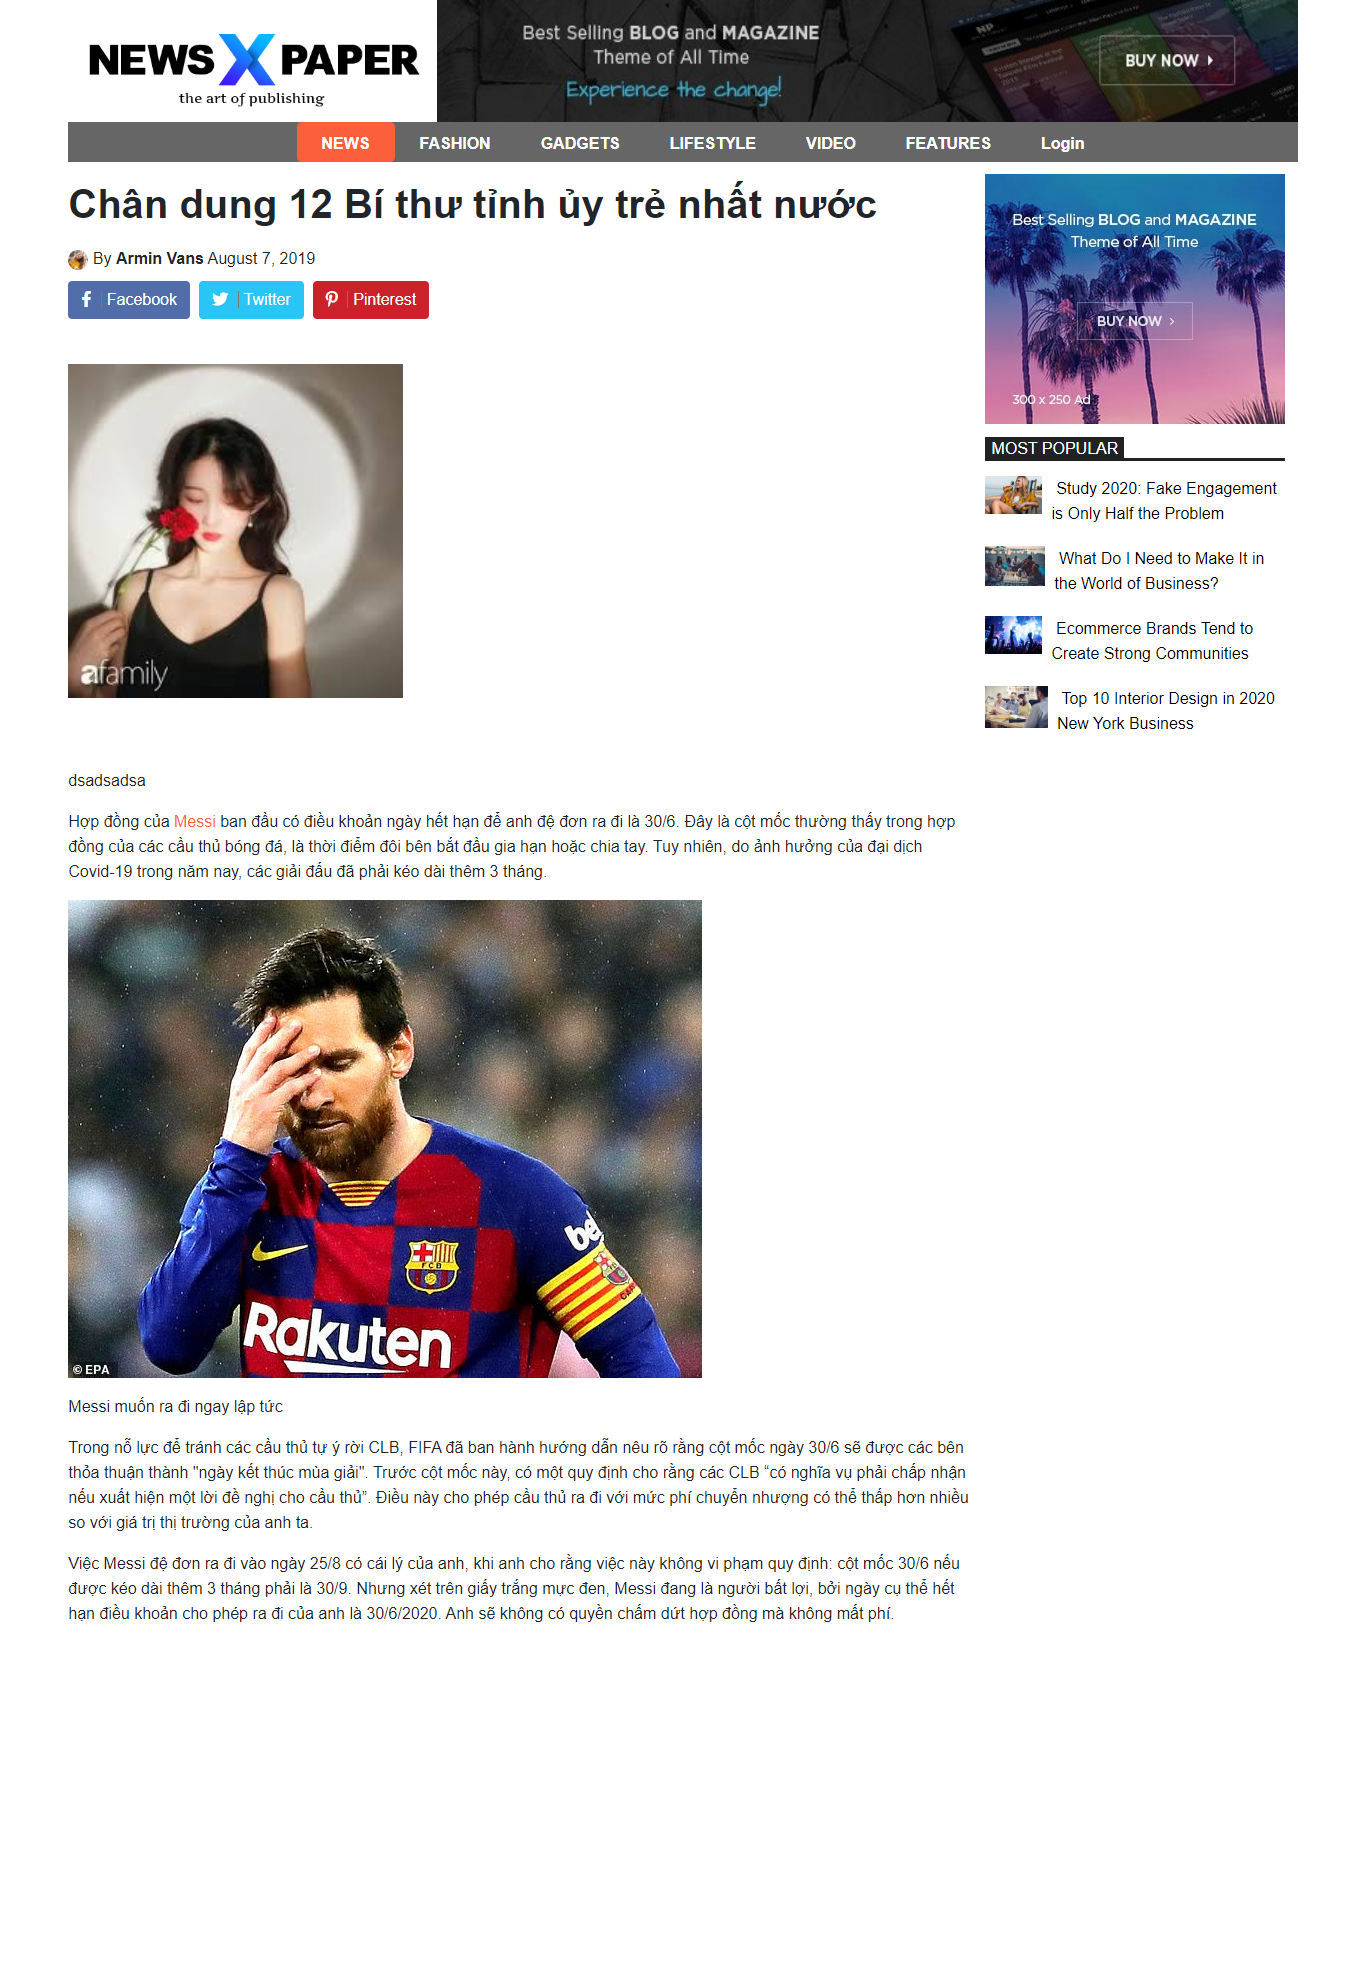 NEWS X PAPER
the art of publishing
Best Selling BLOG and MAGAZINE
Theme of All Time
Experience the change!
BUY NOW
NEWS FASHION GADGETS LIFESTYLE VIDEO FEATURES Login
Chân dung 12 Bí thư tỉnh ủy trẻ nhất nước
By Armin Vans August 7, 2019
Facebook Twitter Pinterest
afamily
Best Selling BLOG and MAGAZINE
Theme of All Time
BUY NOW
300 x 250 Ad
MOST POPULAR
Study 2020: Fake Engagement
is Only Half the Problem
What Do I Need to Make It in
the World of Business?
Ecommerce Brands Tend to
Create Strong Communities
Top 10 Interior Design in 2020
New York Business
dsadsadsa
Hợp đồng của Messi ban đầu có điều khoản ngày hết hạn để anh đệ đơn ra đi là 30/6. Đây là cột mốc thường thấy trong hợp
đồng của các cầu thủ bóng đá, là thời điểm đôi bên bắt đầu gia hạn hoặc chia tay. Tuy nhiên, do ảnh hưởng của đại dịch
Covid-19 trong năm nay, các giải đấu đã phải kéo dài thêm 3 tháng.
beko
FCB
Rakuten
© EPA
Messi muốn ra đi ngay lập tức
Trong nỗ lực để tránh các cầu thủ tự ý rời CLB, FIFA đã ban hành hướng dẫn nêu rõ rằng cột mốc ngày 30/6 sẽ được các bên
thỏa thuận thành "ngày kết thúc mùa giải". Trước cột mốc này, có một quy định cho rằng các CLB “có nghĩa vụ phải chấp nhận
nếu xuất hiện một lời đề nghị cho cầu thủ”. Điều này cho phép cầu thủ ra đi với mức phí chuyển nhượng có thể thấp hơn nhiều
so với giá trị thị trường của anh ta.
Việc Messi đệ đơn ra đi vào ngày 25/8 có cái lý của anh, khi anh cho rằng việc này không vi phạm quy định: cột mốc 30/6 nếu
được kéo dài thêm 3 tháng phải là 30/9. Nhưng xét trên giấy trắng mực đen, Messi đang là người bất lợi, bởi ngày cụ thể hết
hạn điều khoản cho phép ra đi của anh là 30/6/2020. Anh sẽ không có quyền chấm dứt hợp đồng mà không mất phí.